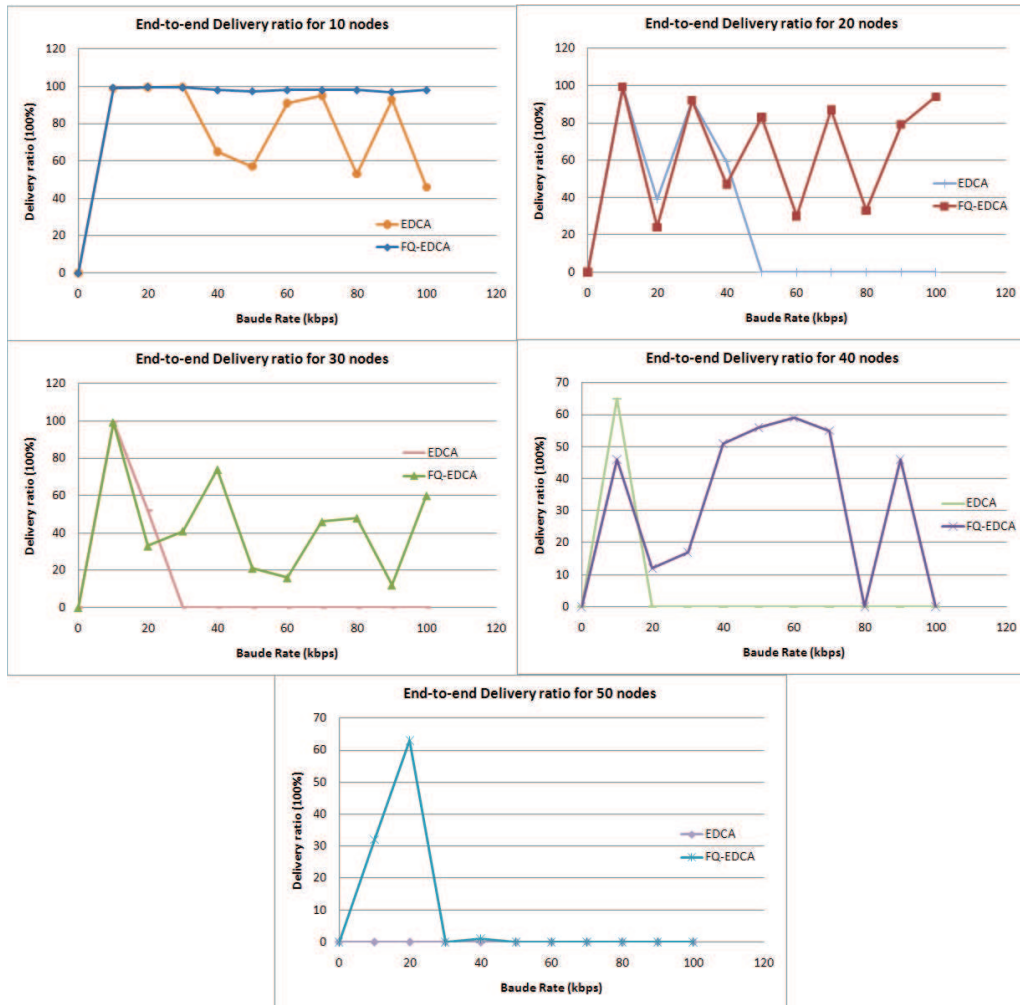 End-to-end Delivery ratio for 10 nodes
Delivery ratio (100%)
120
100
80
60
40
20
0
EDCA
FQ-EDCA
0 20 40 60 80 100 120
Baude Rate (kbps)
End-to-end Delivery ratio for 20 nodes
Delivery ratio (100%)
120
100
80
60
40
20
0
EDCA
FQ-EDCA
0 20 40 60 80 100 120
Baude Rate (kbps)
End-to-end Delivery ratio for 30 nodes
Delivery ratio (100%)
120
100
80
60
40
20
0
EDCA
FQ-EDCA
0 20 40 60 80 100 120
Baude Rate (kbps)
End-to-end Delivery ratio for 40 nodes
Delivery ratio (100%)
70
60
50
40
30
20
10
0
EDCA
FQ-EDCA
0 20 40 60 80 100 120
Baude Rate (kbps)
End-to-end Delivery ratio for 50 nodes
Delivery ratio (100%)
70
60
50
40
30
20
10
0
EDCA
FQ-EDCA
0 20 40 60 80 100 120
Baude Rate (kbps)